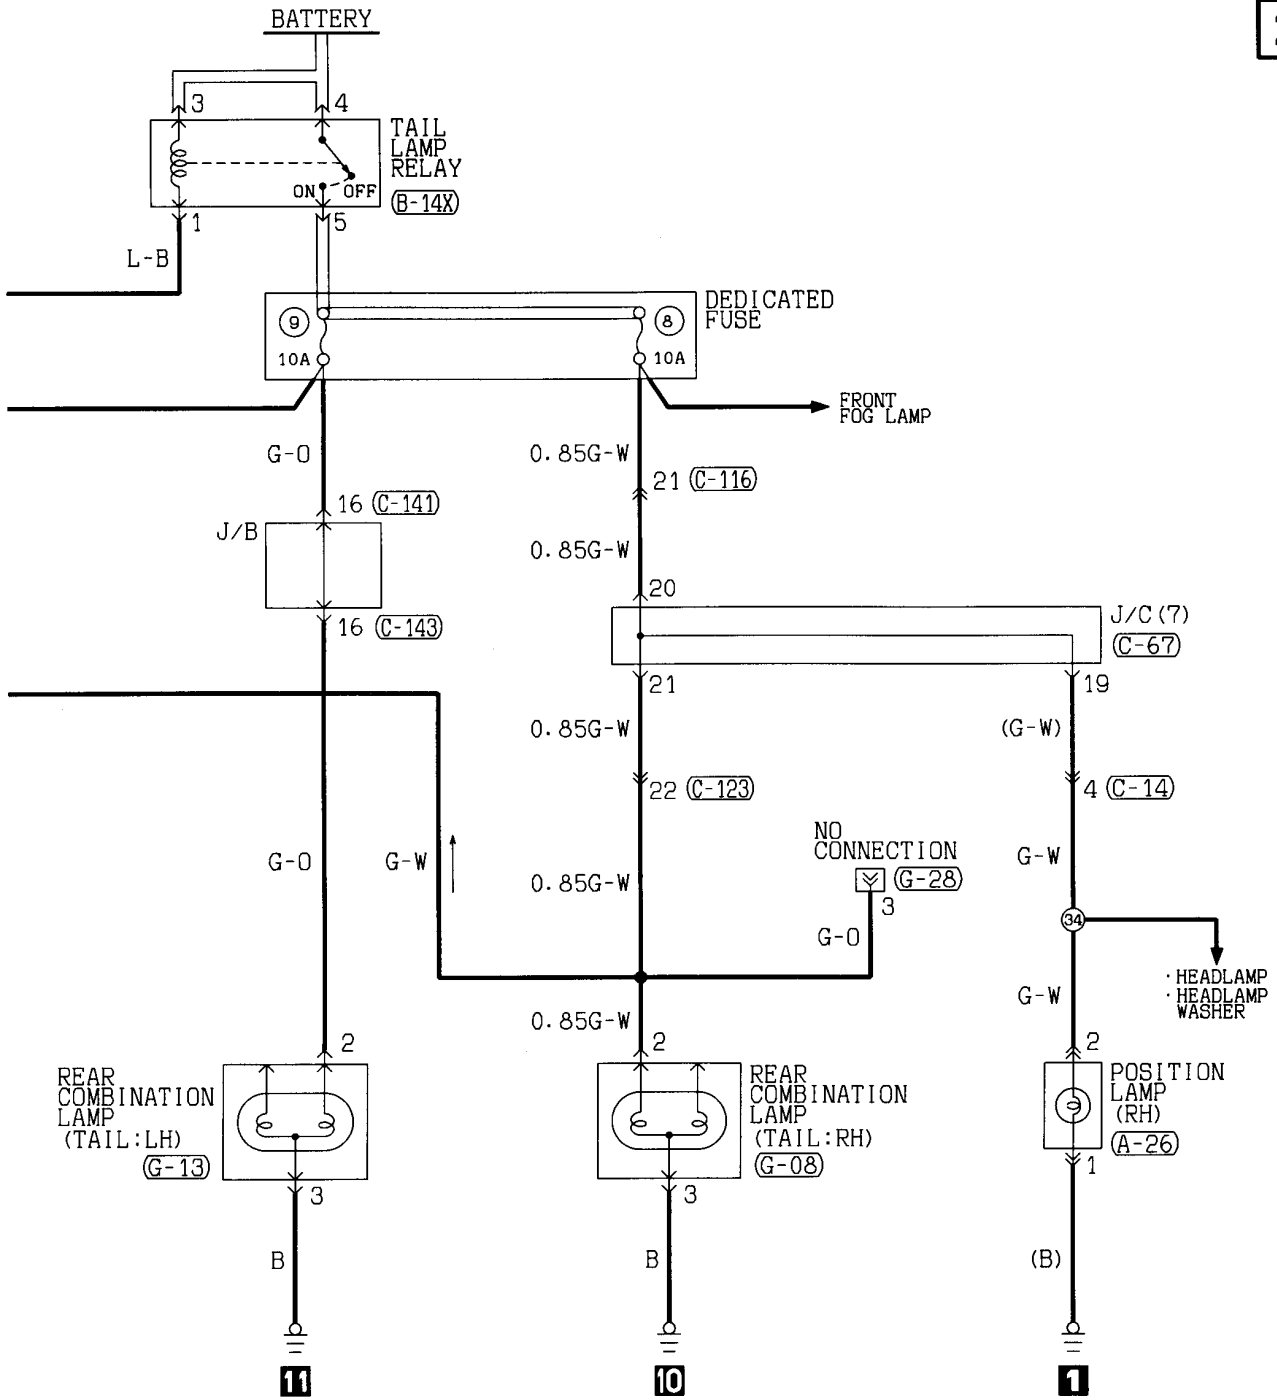 BATTERY
3
4
TAIL
LAMP
RELAY
ON
OFF
B-14X
1
5
L-B
DEDICATED
FUSE
9
8
10A
10A
FRONT
FOG LAMP
G-O
0.85G-W
21 C-116
16 C-141
J/B
0.85G-W
20
16 C-143
J/C(7)
C-67
21
19
0.85G-W
(G-W)
22 C-123
4 C-14
NO
CONNECTION
G-28
3
G-O
G-W
0.85G-W
G-W
G-O
34
· HEADLAMP
· HEADLAMP
WASHER
G-W
0.85G-W
2
2
2
REAR
COMBINATION
LAMP
(TAIL:LH)
G-13
REAR
COMBINATION
LAMP
(TAIL:RH)
G-08
POSITION
LAMP
(RH)
A-26
3
3
1
B
B
(B)
11
10
1